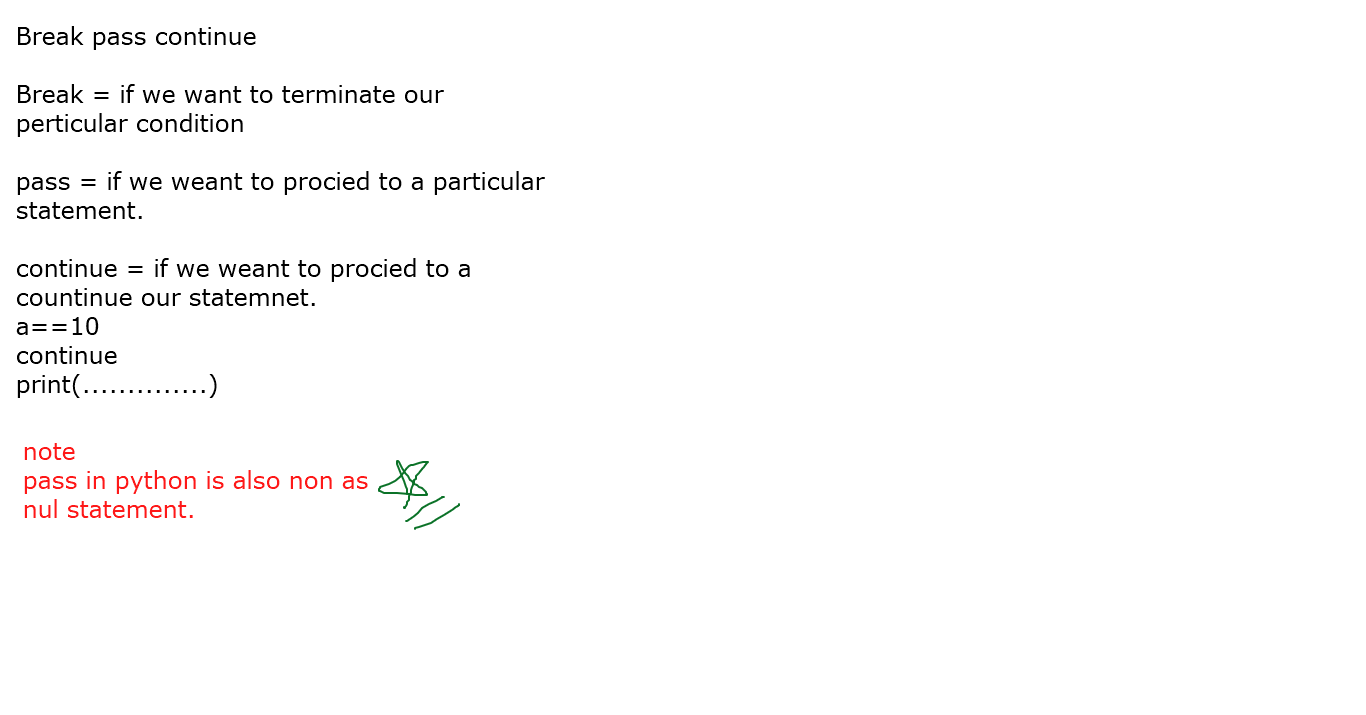 Break pass continue
Break = if we want to terminate our
perticular condition
pass = if we weant to procied to a particular
statement.
continue = if we weant to procied to a
countinue our statemnet.
a==10
continue
print(..............)
note
pass in python is also non as
nul statement.